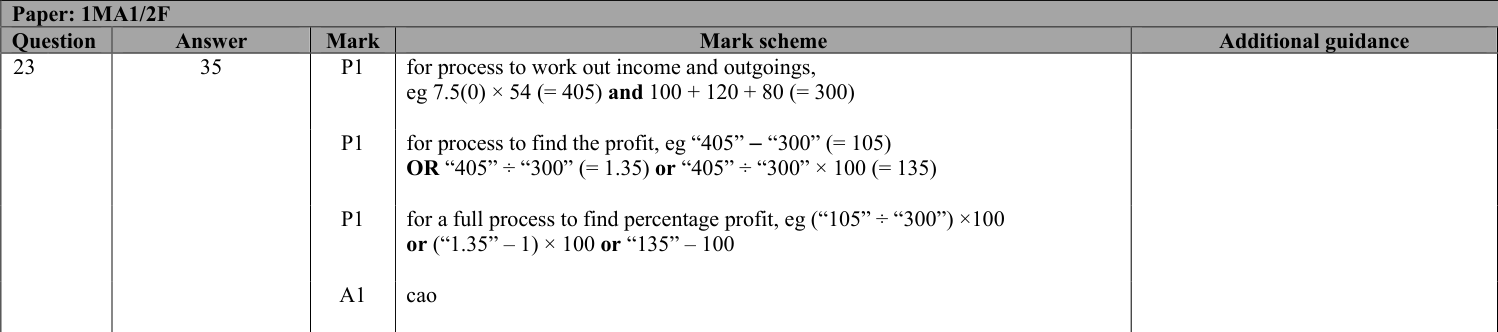 Paper: 1MA1/2F
Question Answer Mark Mark scheme Additional guidance
23 35 P1 for process to work out income and outgoings,
eg 7.5(0) × 54 (= 405) and 100 + 120 + 80 (= 300)
P1 for process to find the profit, eg “405” – “300” (= 105)
OR “405” ÷ “300” (= 1.35) or “405” ÷ “300” × 100 (= 135)
P1 for a full process to find percentage profit, eg (“105” ÷ “300”) ×100
or (“1.35” – 1) × 100 or “135” – 100
A1 cao